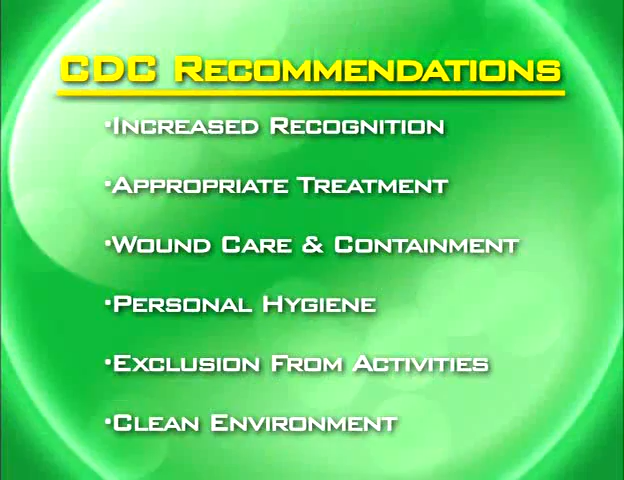 CDC Recommendations
•Increased Recognition
•Appropriate Treatment
•Wound Care & Containment
•Personal Hygiene
•Exclusion From Activities
•Clean Environment